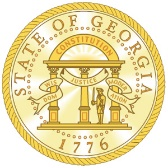 STATE OF GEORGIA
CONSTITUTION
JUSTICE
1776